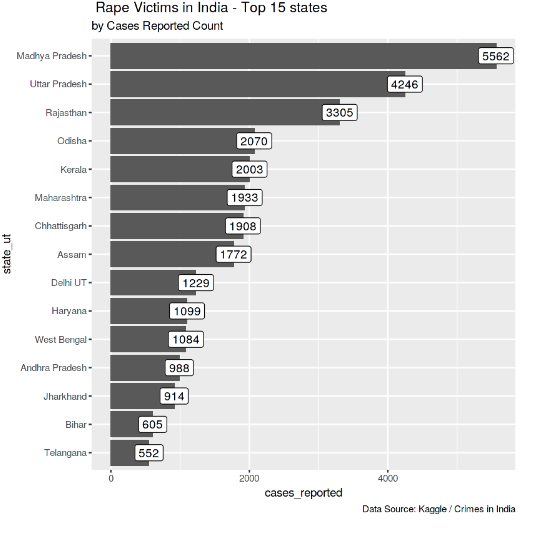 Rape Victims in India - Top 15 states
by Cases Reported Count
state_ut
Madhya Pradesh 5562
Uttar Pradesh 4246
Rajasthan 3305
Odisha 2070
Kerala 2003
Maharashtra 1933
Chhattisgarh 1908
Assam 1772
Delhi UT 1229
Haryana 1099
West Bengal 1084
Andhra Pradesh 988
Jharkhand 914
Bihar 605
Telangana 552
0 2000 4000
cases_reported
Data Source: Kaggle / Crimes in India